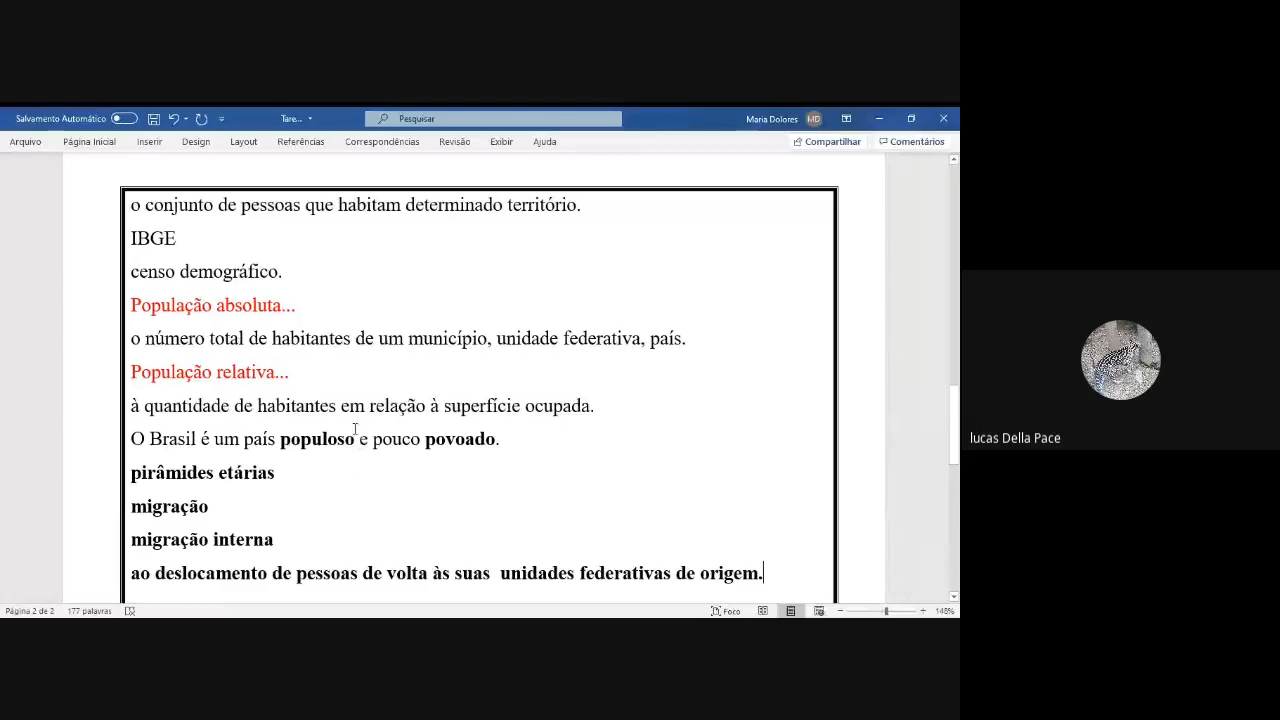 Salvamento Automático Tare... Pesquisar Maria Dolores MD
Arquivo Página Inicial Inserir Design Layout Referências Correspondências Revisão Exibir Ajuda Compartilhar Comentários
o conjunto de pessoas que habitam determinado território.
IBGE
censo demográfico.
População absoluta...
o número total de habitantes de um município, unidade federativa, país.
População relativa...
à quantidade de habitantes em relação à superfície ocupada.
O Brasil é um país populoso e pouco povoado.
pirâmides etárias
migração
migração interna
ao deslocamento de pessoas de volta às suas  unidades federativas de origem.
lucas Della Pace
Página 2 de 2 177 palavras Foco 148%